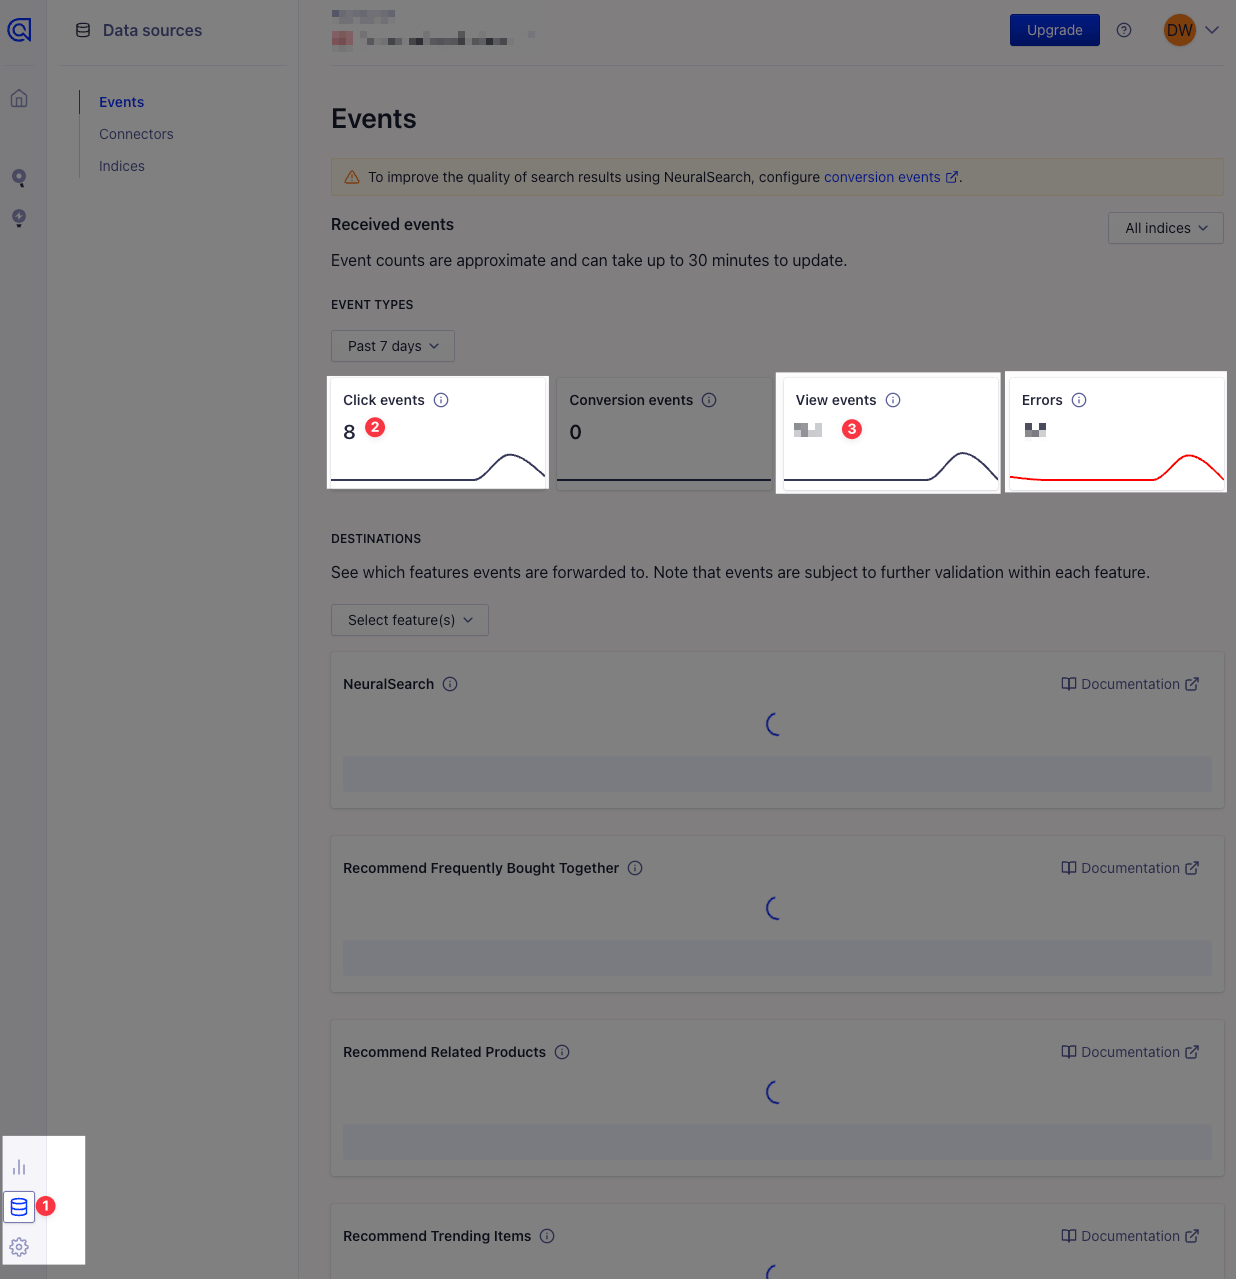 Data sources
Upgrade
DW
Events
Connectors
Indices
Events
To improve the quality of search results using NeuralSearch, configure conversion events.
Received events
All indices
Event counts are approximate and can take up to 30 minutes to update.
EVENT TYPES
Past 7 days
Click events
8
2
Conversion events
0
View events
3
Errors
DESTINATIONS
See which features events are forwarded to. Note that events are subject to further validation within each feature.
Select feature(s)
NeuralSearch
Documentation
Recommend Frequently Bought Together
Documentation
Recommend Related Products
Documentation
1
Recommend Trending Items
Documentation